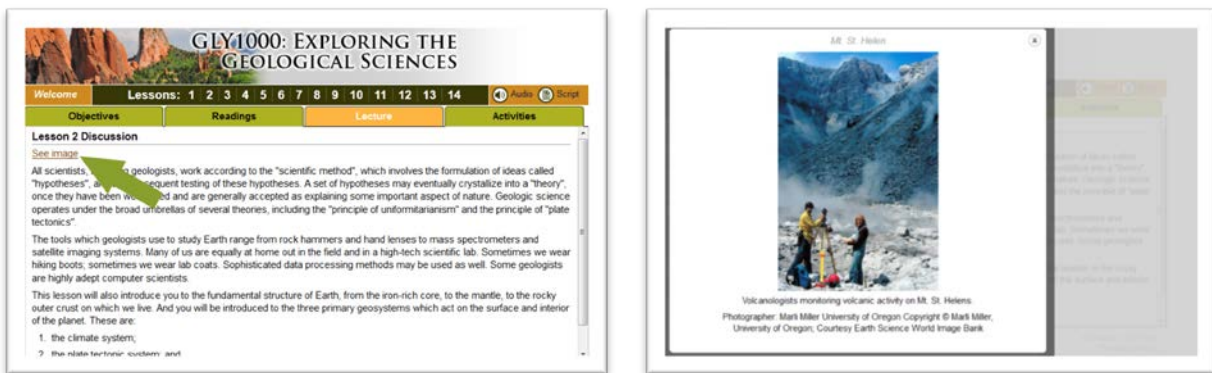 GLY1000: EXPLORING THE
GEOLOGICAL SCIENCES
Welcome Lessons: 1 2 3 4 5 6 7 8 9 10 11 12 13 14 Audio Script
Objectives Readings Lecture Activities
Lesson 2 Discussion
See image
All scientists, geologists, work according to the "scientific method", which involves the formulation of ideas called
"hypotheses", sequent testing of these hypotheses. A set of hypotheses may eventually crystallize into a "theory",
once they have been and are generally accepted as explaining some important aspect of nature. Geologic science
operates under the broad umbrellas of several theories, including the "principle of uniformitarianism" and the principle of "plate
tectonics".
The tools which geologists use to study Earth range from rock hammers and hand lenses to mass spectrometers and
satellite imaging systems. Many of us are equally at home out in the field and in a high-tech scientific lab. Sometimes we wear
hiking boots; sometimes we wear lab coats. Sophisticated data processing methods may be used as well. Some geologists
are highly adept computer scientists.
This lesson will also introduce you to the fundamental structure of Earth, from the iron-rich core, to the mantle, to the rocky
outer crust on which we live. And you will be introduced to the three primary geosystems which act on the surface and interior
of the planet. These are:
1. the climate system;
2. the plate tectonic system; and
Mt. St. Helen
Volcanologists monitoring volcanic activity on Mt. St. Helens.
Photographer: Marli Miller University of Oregon Copyright © Marli Miller,
University of Oregon; Courtesy Earth Science World Image Bank